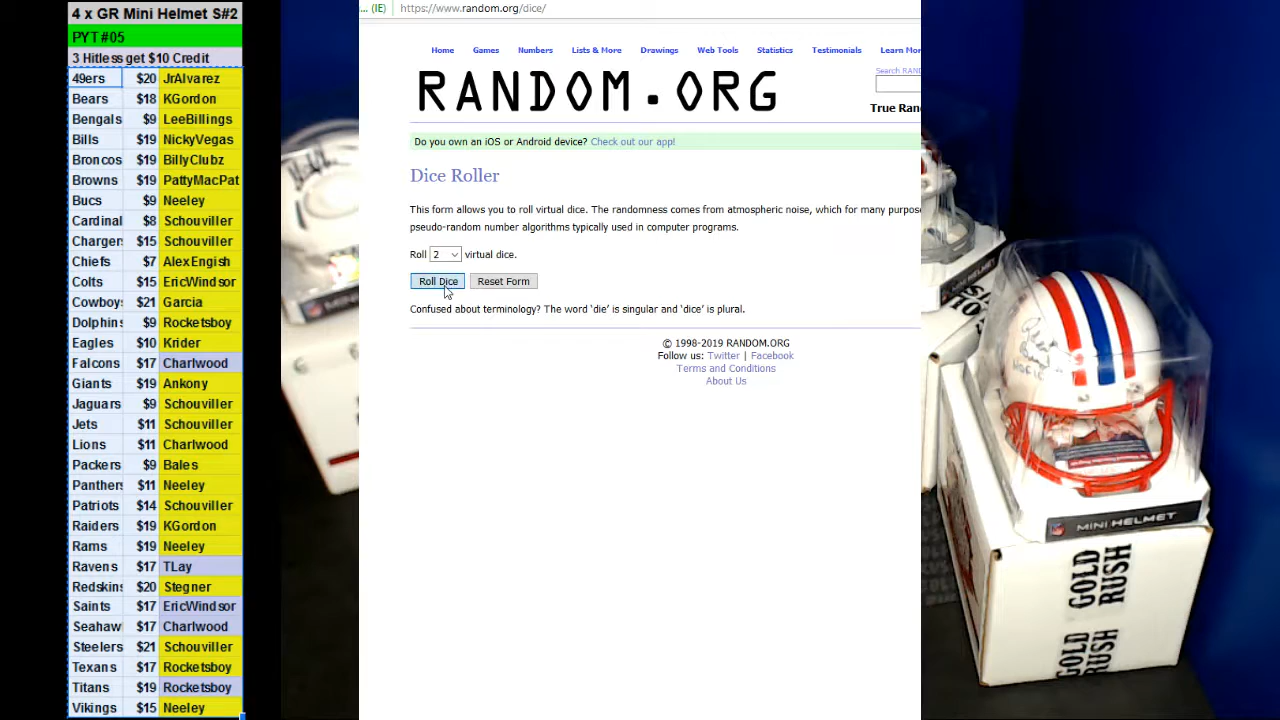 4 x GR Mini Helmet S#2
PYT #05
3 Hitless get $10 Credit
49ers $20 JrAlvarez
Bears $18 KGordon
Bengals $9 LeeBillings
Bills $19 NickyVegas
Broncos $19 BillyClubz
Browns $19 PattyMacPat
Bucs $9 Neeley
Cardinal $8 Schouviller
Chargers $15 Schouviller
Chiefs $7 AlexEngish
Colts $15 EricWindsor
Cowboys $21 Garcia
Dolphins $9 Rocketsboy
Eagles $10 Krider
Falcons $17 Charlwood
Giants $19 Ankony
Jaguars $9 Schouviller
Jets $11 Schouviller
Lions $11 Charlwood
Packers $9 Bales
Panthers $11 Neeley
Patriots $14 Schouviller
Raiders $19 KGordon
Rams $19 Neeley
Ravens $17 TLay
Redskins $20 Stegner
Saints $17 EricWindsor
Seahaw $17 Charlwood
Steelers $21 Schouviller
Texans $17 Rocketsboy
Titans $19 Rocketsboy
Vikings $15 Neeley
... (IE) https://www.random.org/dice/
Home Games Numbers Lists & More Drawings Web Tools Statistics Testimonials Learn Mor
Search RAND
RANDOM.ORG
True Ran
Do you own an iOS or Android device? Check out our app!
Dice Roller
This form allows you to roll virtual dice. The randomness comes from atmospheric noise, which for many purpose
pseudo-random number algorithms typically used in computer programs.
Roll 2 virtual dice.
Roll Dice Reset Form
Confused about terminology? The word ‘die’ is singular and ‘dice’ is plural.
© 1998-2019 RANDOM.ORG
Follow us: Twitter | Facebook
Terms and Conditions
About Us
MINI HELMET
GOLD RUSH
GOLD RUSH